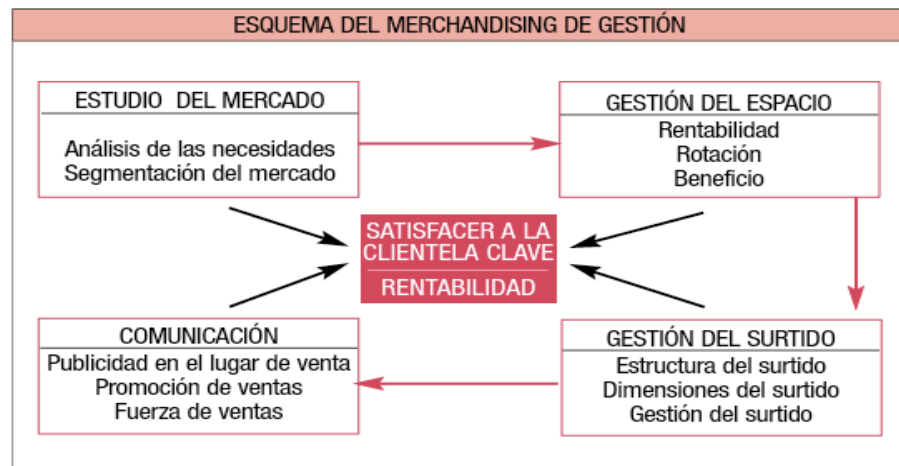 ESQUEMA DEL MERCHANDISING DE GESTIÓN
ESTUDIO DEL MERCADO
Análisis de las necesidades
Segmentación del mercado
GESTIÓN DEL ESPACIO
Rentabilidad
Rotación
Beneficio
SATISFACER A LA
CLIENTELA CLAVE
RENTABILIDAD
COMUNICACIÓN
Publicidad en el lugar de venta
Promoción de ventas
Fuerza de ventas
GESTIÓN DEL SURTIDO
Estructura del surtido
Dimensiones del surtido
Gestión del surtido